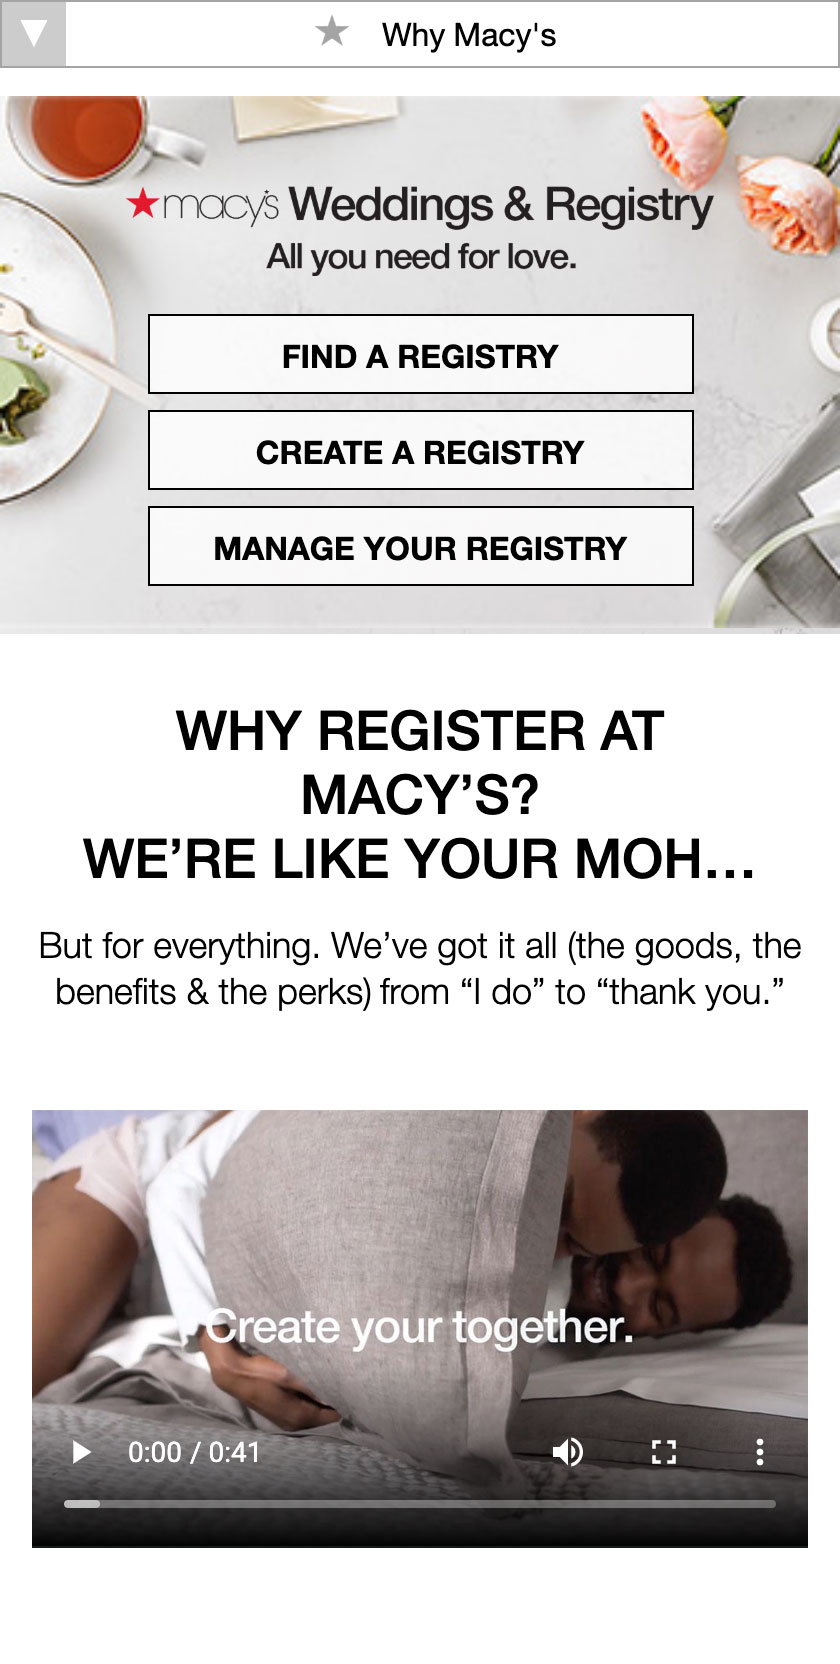 Why Macy's
macy's Weddings & Registry
All you need for love.
FIND A REGISTRY
CREATE A REGISTRY
MANAGE YOUR REGISTRY
WHY REGISTER AT
MACY’S?
WE’RE LIKE YOUR MOH...
But for everything. We’ve got it all (the goods, the
benefits & the perks) from “I do” to “thank you.”
Create your together.
0:00 / 0:41